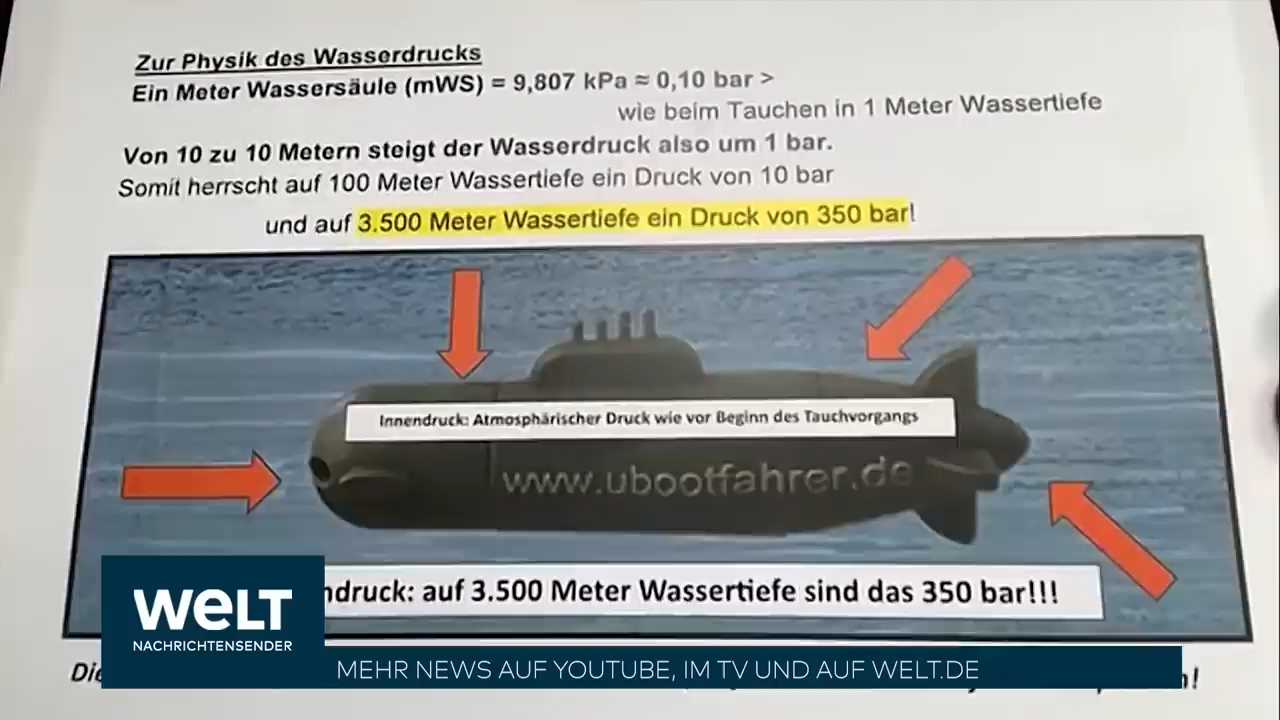 Zur Physik des Wasserdrucks
Ein Meter Wassersäule (mWS) = 9,807 kPa ≈ 0,10 bar >
wie beim Tauchen in 1 Meter Wassertiefe
Von 10 zu 10 Metern steigt der Wasserdruck also um 1 bar.
Somit herrscht auf 100 Meter Wassertiefe ein Druck von 10 bar
und auf 3.500 Meter Wassertiefe ein Druck von 350 bar!
Innendruck: Atmosphärischer Druck wie vor Beginn des Tauchvorgangs
www.ubootfahrer.de
ndruck: auf 3.500 Meter Wassertiefe sind das 350 bar!!!
WELT
NACHRICHTENSENDER
MEHR NEWS AUF YOUTUBE, IM TV UND AUF WELT.DE